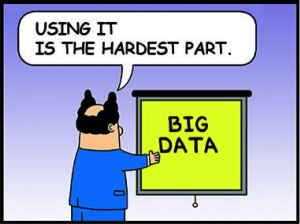 USING IT
IS THE HARDEST PART.
BIG
DATA